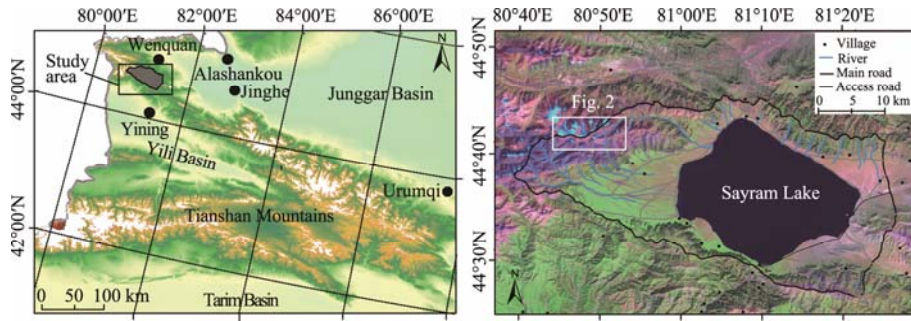 80°00'E
82°00'E
84°00'E
86°00'E
44°00'N
42°00'N
Wenquan
Study
area
Alashankou
Jinghe
Junggar Basin
Yining
Yili Basin
Urumqi
Tianshan Mountains
Tarim Basin
N
0 50 100 km
80°40'E
80°50'E
81°00'E
81°10'E
81°20'E
44°50'N
44°40'N
44°30'N
Village
River
Main road
Access road
0 5 10 km
Fig. 2
Sayram Lake
N